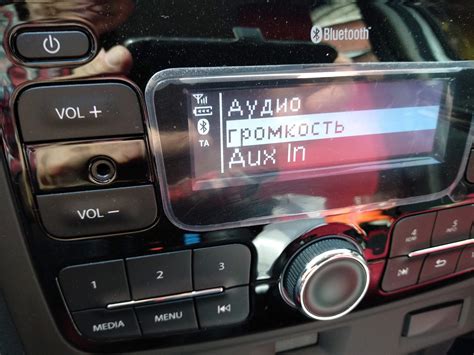 Bluetooth
VOL +
Аудио
громкость
TA
Aux In
VOL −
1
2
3
4
5
MEDIA
MENU